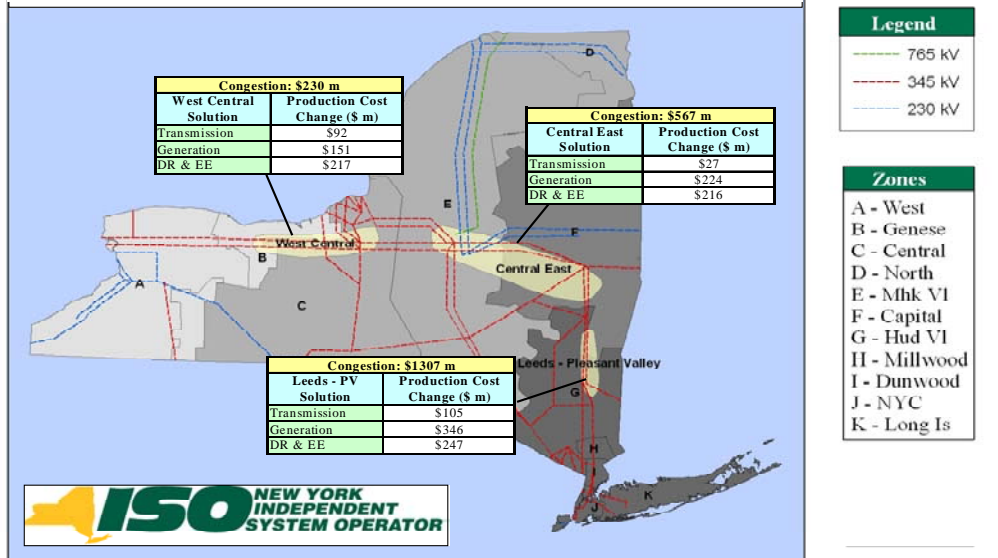 Legend
765 kV
345 kV
230 kV
Zones
A - West
B - Genese
C - Central
D - North
E - Mhk Vl
F - Capital
G - Hud Vl
H - Millwood
I - Dunwood
J - NYC
K - Long Is
Congestion: $230 m
West Central Solution Production Cost Change ($ m)
Transmission $92
Generation $151
DR & EE $217
Congestion: $567 m
Central East Solution Production Cost Change ($ m)
Transmission $27
Generation $224
DR & EE $216
D
E
F
West Central
B
Central East
A
C
Leeds - Pleasant Valley
Congestion: $1307 m
Leeds - PV Solution Production Cost Change ($ m)
Transmission $105
Generation $346
DR & EE $247
G
H
I
K
J
ISO NEW YORK
INDEPENDENT
SYSTEM OPERATOR